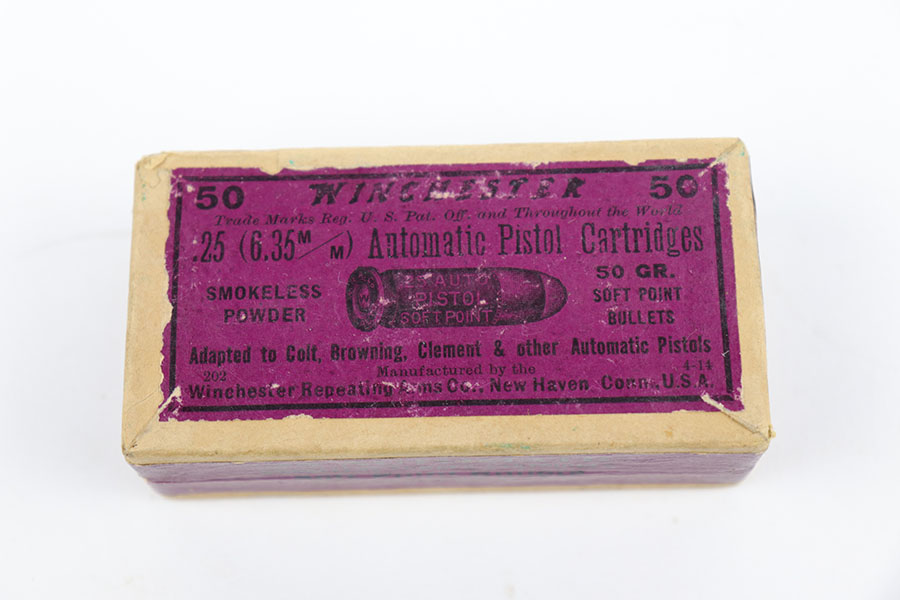 50 WINCHESTER 50
Trade Marks Reg. U. S. Pat. Off. and Throughout the World
.25 (6.35 M/M) Automatic Pistol Cartridges
SMOKELESS
POWDER
.25 AUTO
PISTOL
SOFT POINT
50 GR.
SOFT POINT
BULLETS
Adapted to Colt, Browning, Clement & other Automatic Pistols
202 Manufactured by the 4-14
Winchester Repeating Arms Co., New Haven, Conn., U.S.A.